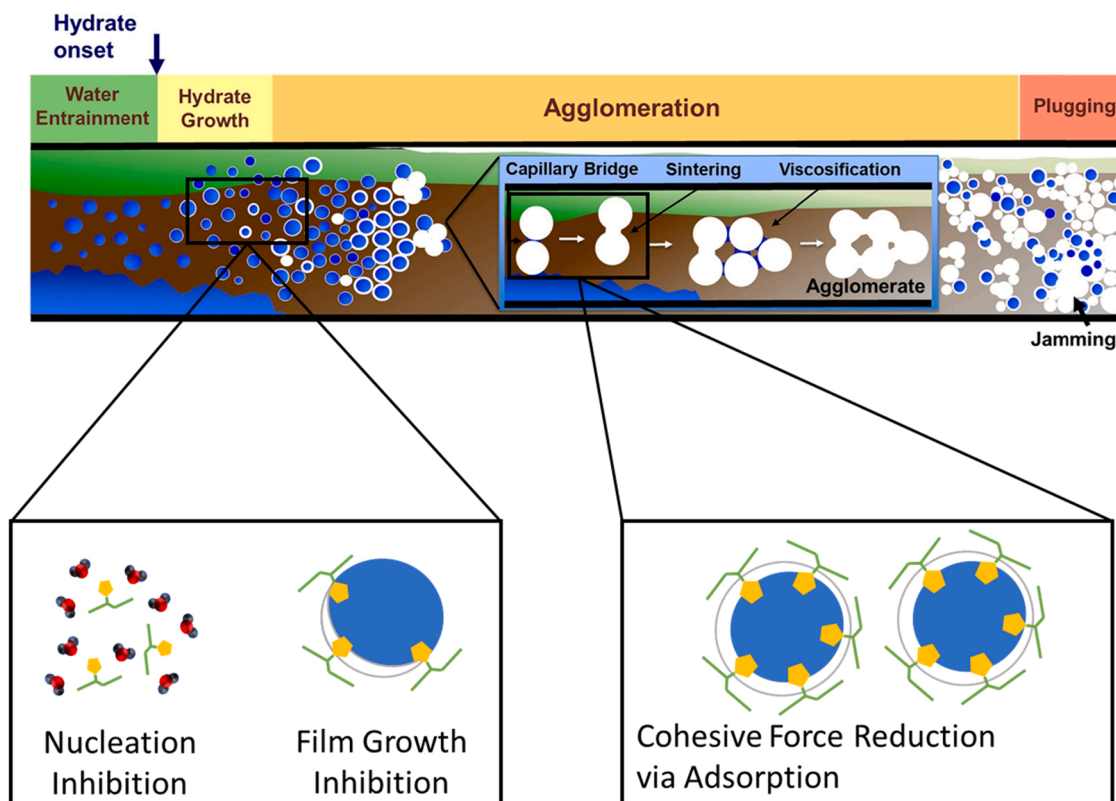 Hydrate
onset
Water
Entrainment
Hydrate
Growth
Agglomeration
Plugging
Capillary Bridge
Sintering
Viscosification
Agglomerate
Jamming
Nucleation
Inhibition
Film Growth
Inhibition
Cohesive Force Reduction
via Adsorption